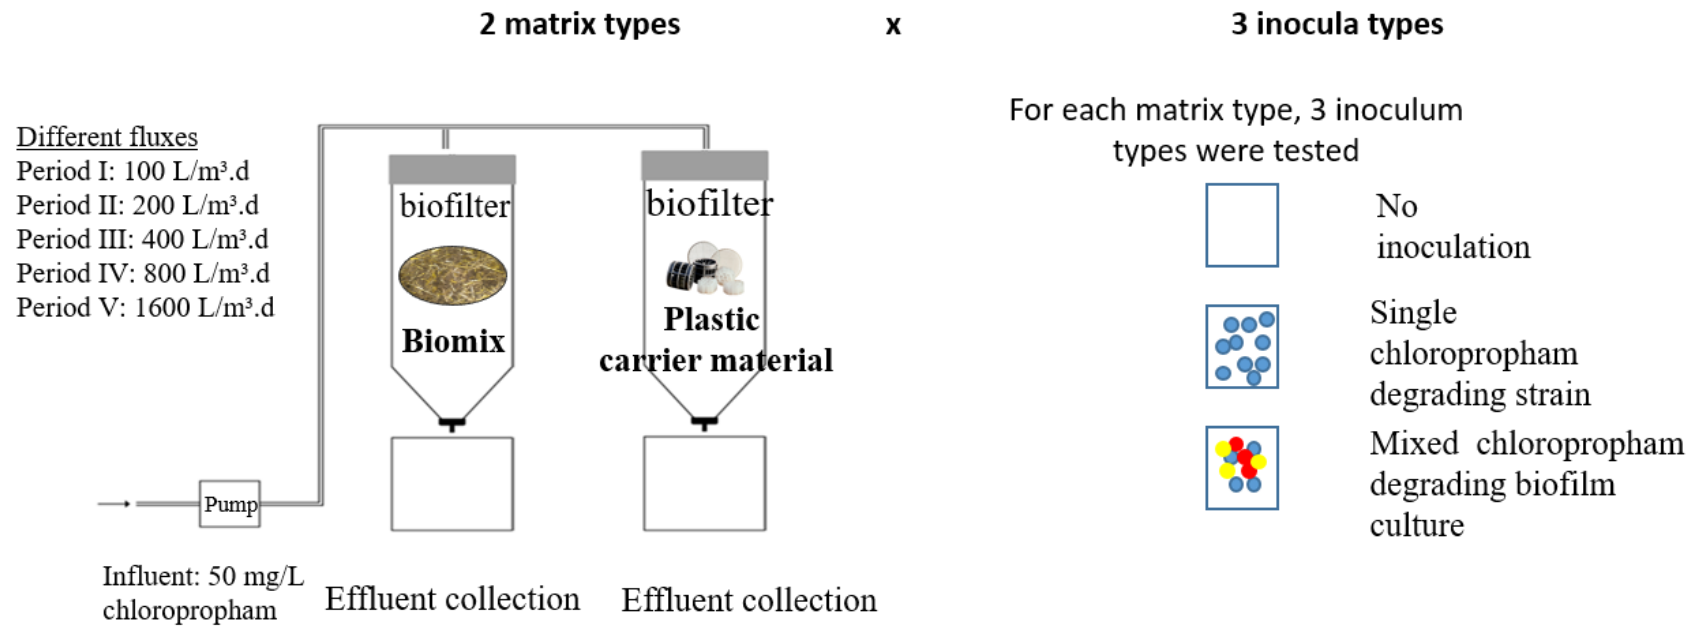 2 matrix types x 3 inocula types
For each matrix type, 3 inoculum
types were tested
Different fluxes
Period I: 100 L/m³.d
Period II: 200 L/m³.d
Period III: 400 L/m³.d
Period IV: 800 L/m³.d
Period V: 1600 L/m³.d
biofilter
Biomix
biofilter
Plastic
carrier material
No
inoculation
Single
chloropropham
degrading strain
Mixed chloropropham
degrading biofilm
culture
Pump
Influent: 50 mg/L
chloropropham
Effluent collection
Effluent collection